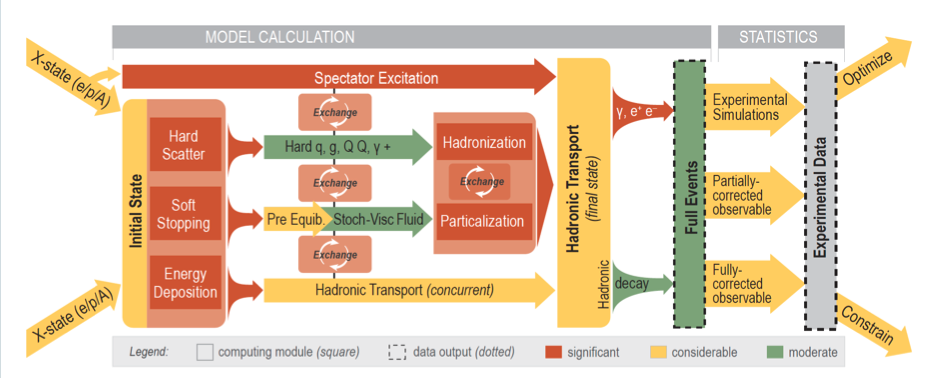 MODEL CALCULATION
STATISTICS
X-state (e/p/A)
Spectator Excitation
Initial State
Hard
Scatter
Soft
Stopping
Energy
Deposition
Exchange
Hard q, g, Q Q, γ +
Exchange
Pre Equib.
Stoch-Visc Fluid
Exchange
Hadronic Transport (concurrent)
Hadronization
Exchange
Particalization
Hadronic Transport
(final state)
γ, e⁺ e⁻
Hadronic
decay
Full Events
Experimental
Simulations
Partially-
corrected
observable
Fully-
corrected
observable
Experimental Data
Optimize
Constrain
X-state (e/p/A)
Legend:
computing module (square)
data output (dotted)
significant
considerable
moderate